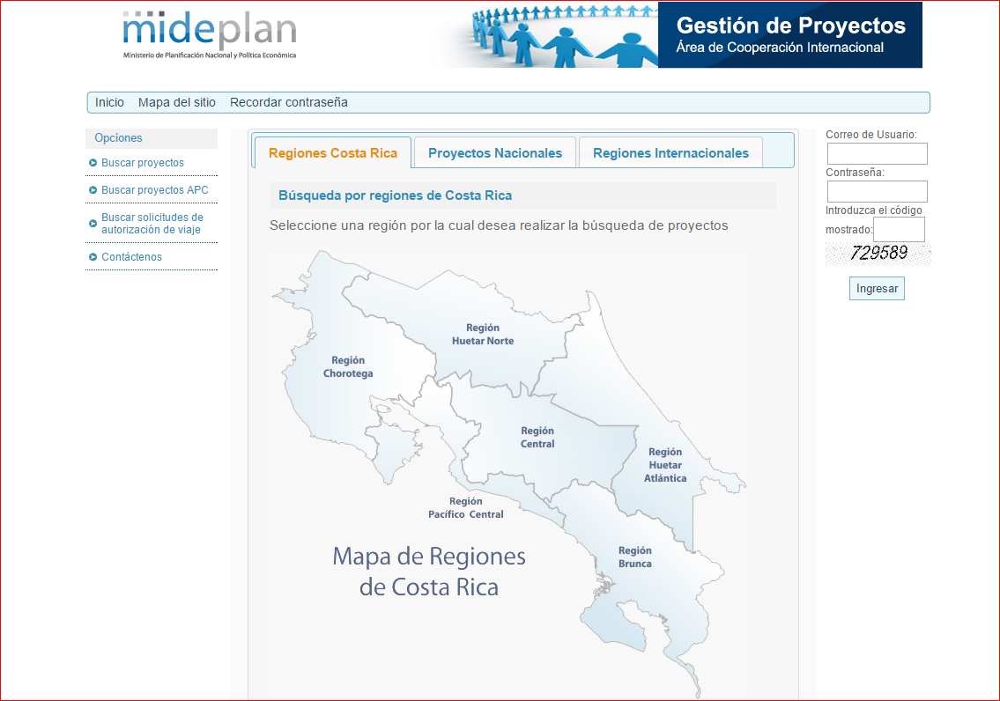 mideplan
Ministerio de Planificación Nacional y Política Económica
Gestión de Proyectos
Área de Cooperación Internacional
Inicio Mapa del sitio Recordar contraseña
Opciones
Buscar proyectos
Buscar proyectos APC
Buscar solicitudes de
autorización de viaje
Contáctenos
Regiones Costa Rica Proyectos Nacionales Regiones Internacionales
Búsqueda por regiones de Costa Rica
Seleccione una región por la cual desea realizar la búsqueda de proyectos
Región
Huetar Norte
Región
Chorotega
Región
Central
Región
Huetar
Atlántica
Región
Pacífico Central
Región
Brunca
Mapa de Regiones
de Costa Rica
Correo de Usuario:
Contraseña:
Introduzca el código
mostrado:
729589
Ingresar